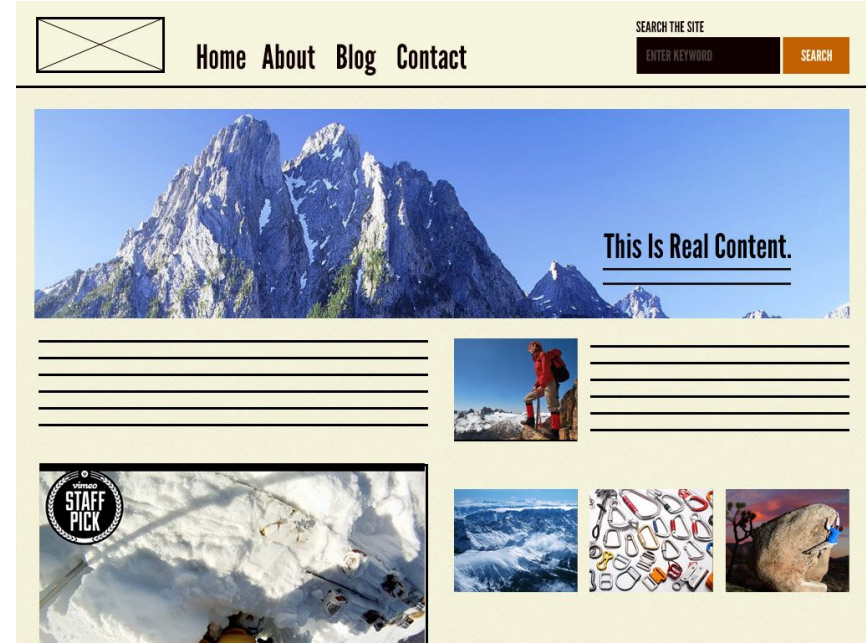 SEARCH THE SITE
Home About Blog Contact
ENTER KEYWORD
SEARCH
This Is Real Content.
vimeo
STAFF
PICK